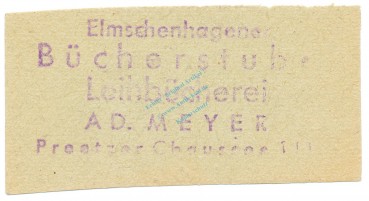 Elmschenhagener
Bücherstube
Leihbücherei
AD. MEYER
Preetzer Chaussee